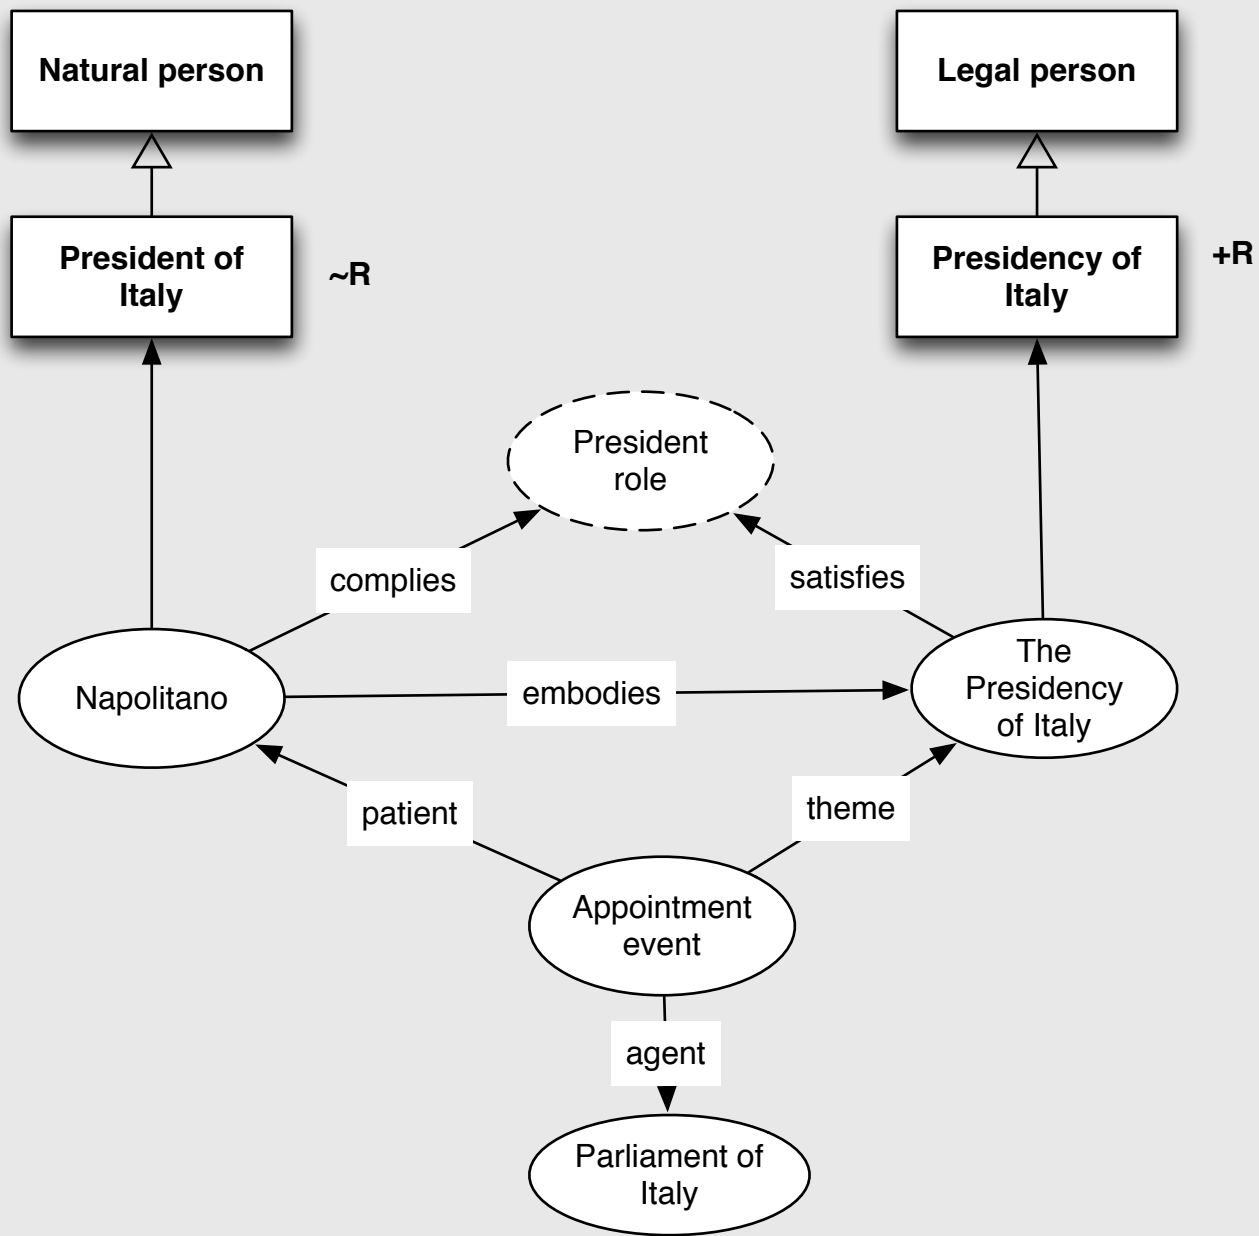 Natural person
Legal person
President of
Italy
~R
Presidency of
Italy
+R
President
role
complies
satisfies
Napolitano
embodies
The
Presidency
of Italy
patient
theme
Appointment
event
agent
Parliament of
Italy